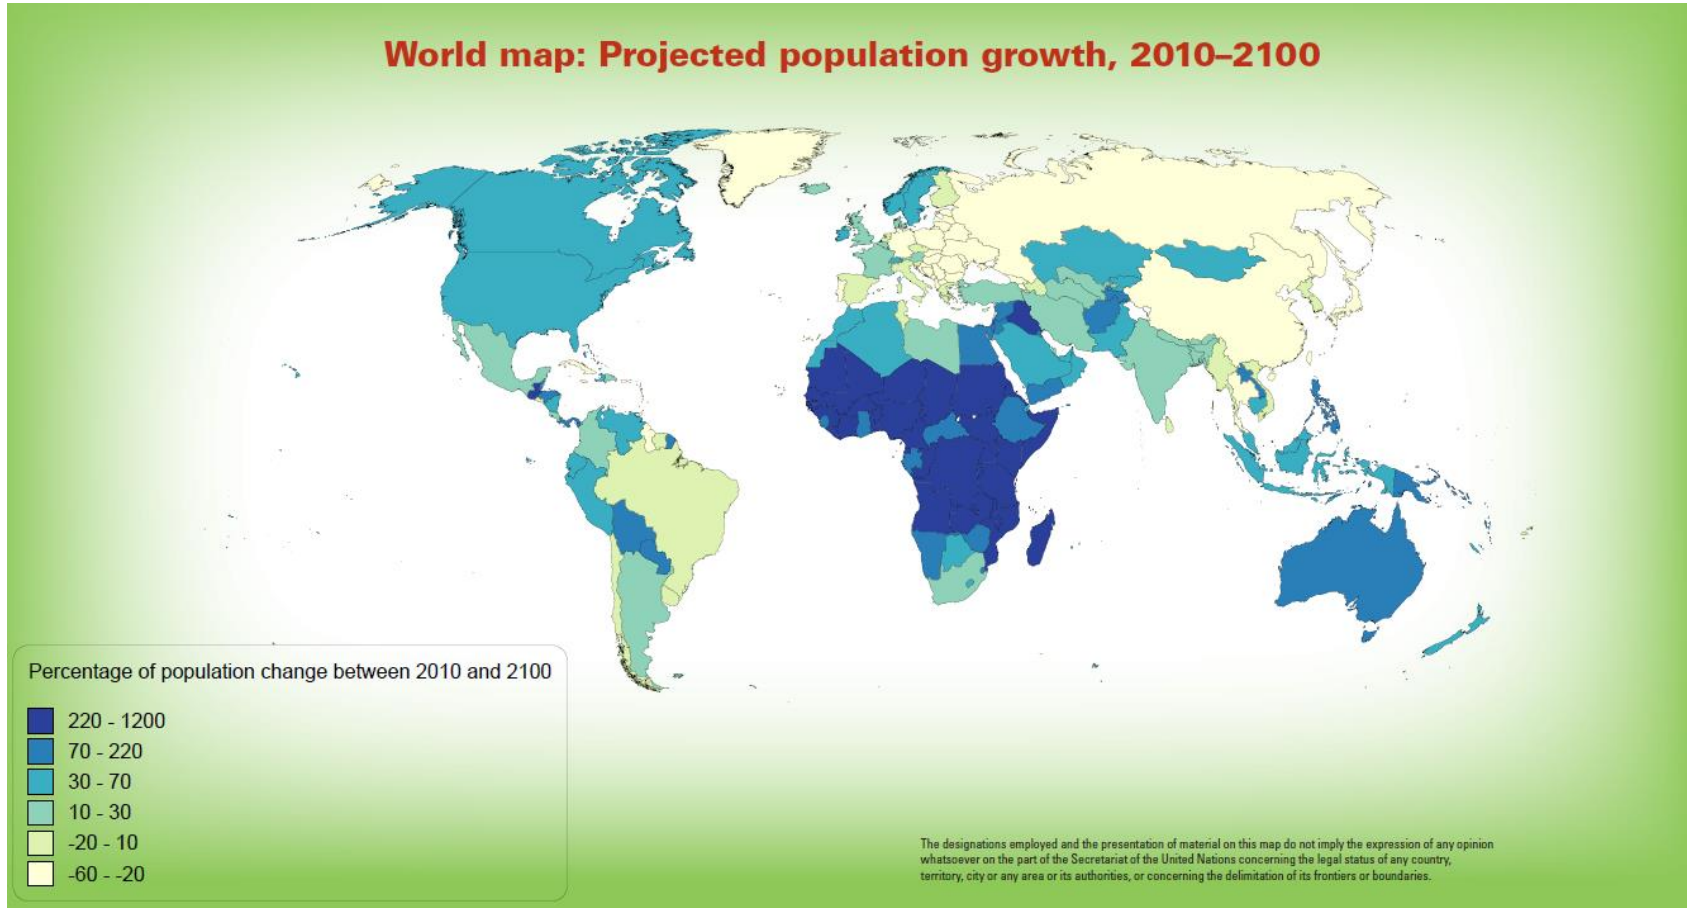 World map: Projected population growth, 2010–2100
Percentage of population change between 2010 and 2100
220 - 1200
70 - 220
30 - 70
10 - 30
-20 - 10
-60 - -20
The designations employed and the presentation of material on this map do not imply the expression of any opinion
whatsoever on the part of the Secretariat of the United Nations concerning the legal status of any country,
territory, city or any area or its authorities, or concerning the delimitation of its frontiers or boundaries.